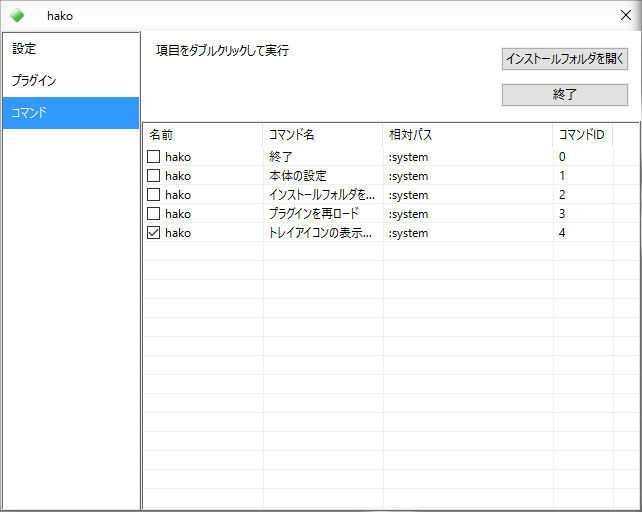 hako
設定
プラグイン
コマンド
項目をダブルクリックして実行
インストールフォルダを開く
終了
名前 コマンド名 相対パス コマンドID
hako 終了 :system 0
hako 本体の設定 :system 1
hako インストールフォルダを... :system 2
hako プラグインを再ロード :system 3
hako トレイアイコンの表示... :system 4